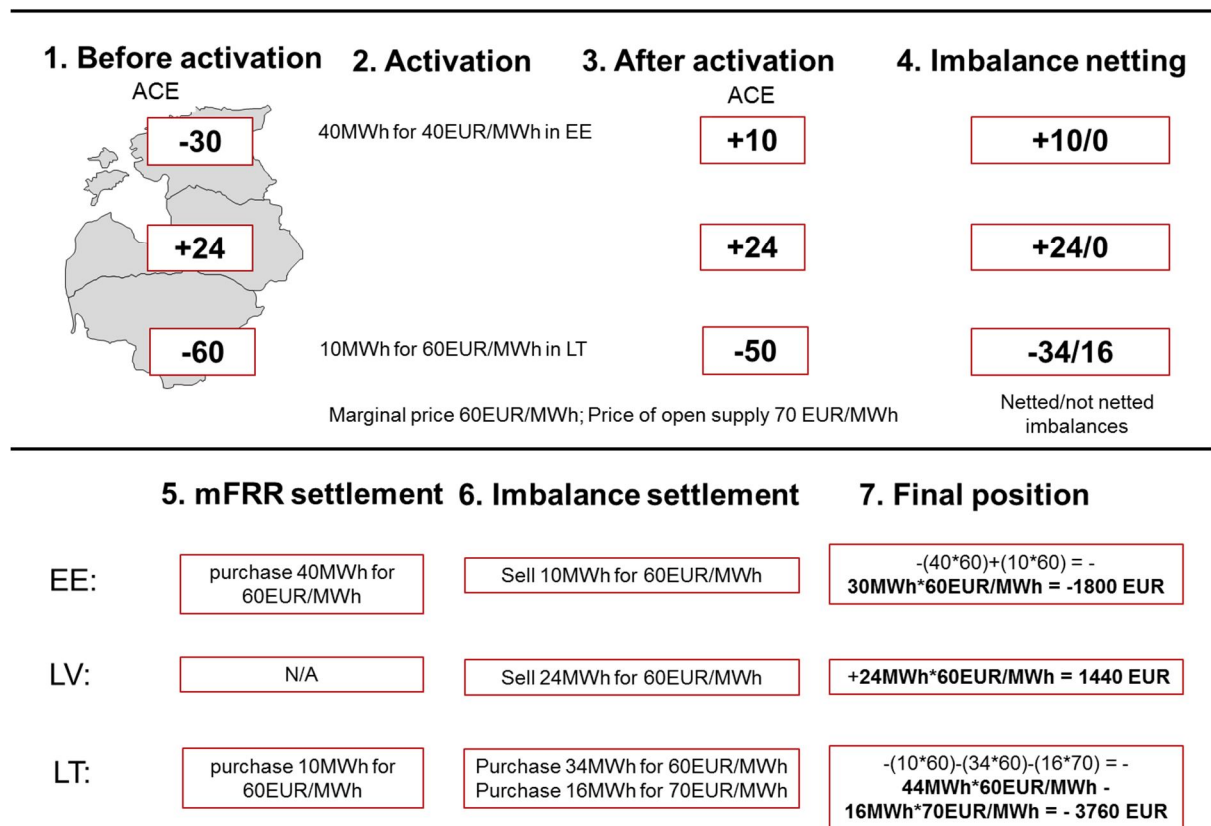 1. Before activation
2. Activation
3. After activation
4. Imbalance netting
ACE
ACE
-30
40MWh for 40EUR/MWh in EE
+10
+10/0
+24
+24
+24/0
-60
10MWh for 60EUR/MWh in LT
-50
-34/16
Marginal price 60EUR/MWh; Price of open supply 70 EUR/MWh
Netted/not netted
imbalances
5. mFRR settlement
6. Imbalance settlement
7. Final position
EE:
purchase 40MWh for
60EUR/MWh
Sell 10MWh for 60EUR/MWh
-(40*60)+(10*60) = -
30MWh*60EUR/MWh = -1800 EUR
LV:
N/A
Sell 24MWh for 60EUR/MWh
+24MWh*60EUR/MWh = 1440 EUR
LT:
purchase 10MWh for
60EUR/MWh
Purchase 34MWh for 60EUR/MWh
Purchase 16MWh for 70EUR/MWh
-(10*60)-(34*60)-(16*70) = -
44MWh*60EUR/MWh -
16MWh*70EUR/MWh = - 3760 EUR